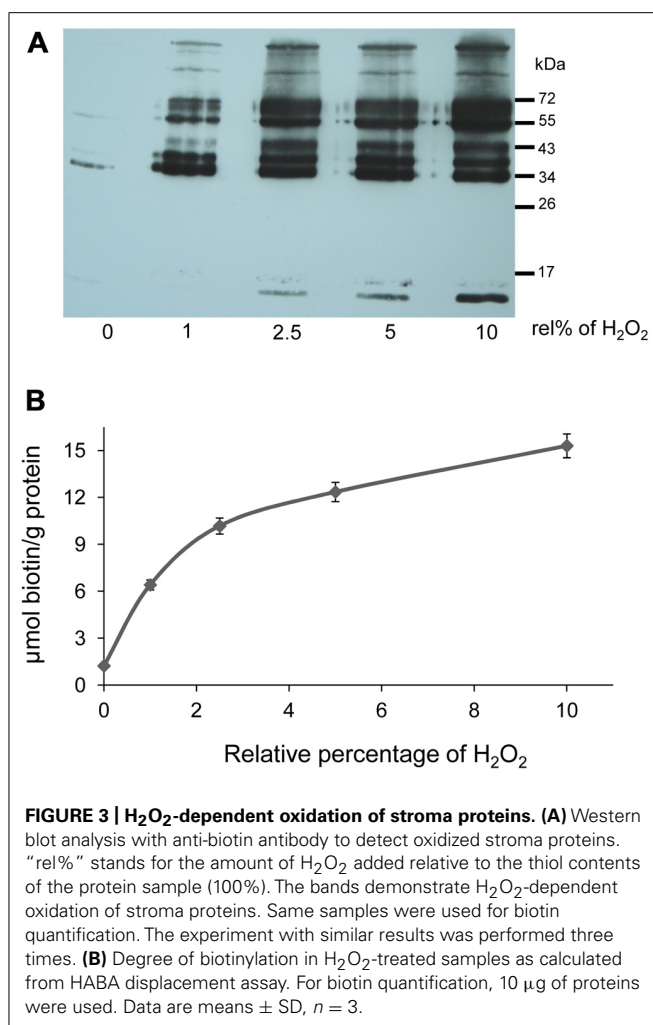 A
kDa
72
55
43
34
26
17
0 1 2.5 5 10 rel% of H₂O₂
B
µmol biotin/g protein
15
12
9
6
3
0
0 2 4 6 8 10
Relative percentage of H₂O₂
FIGURE 3 | H₂O₂-dependent oxidation of stroma proteins. (A) Western
blot analysis with anti-biotin antibody to detect oxidized stroma proteins.
“rel%” stands for the amount of H₂O₂ added relative to the thiol contents
of the protein sample (100%). The bands demonstrate H₂O₂-dependent
oxidation of stroma proteins. Same samples were used for biotin
quantification. The experiment with similar results was performed three
times. (B) Degree of biotinylation in H₂O₂-treated samples as calculated
from HABA displacement assay. For biotin quantification, 10 µg of proteins
were used. Data are means ± SD, n = 3.